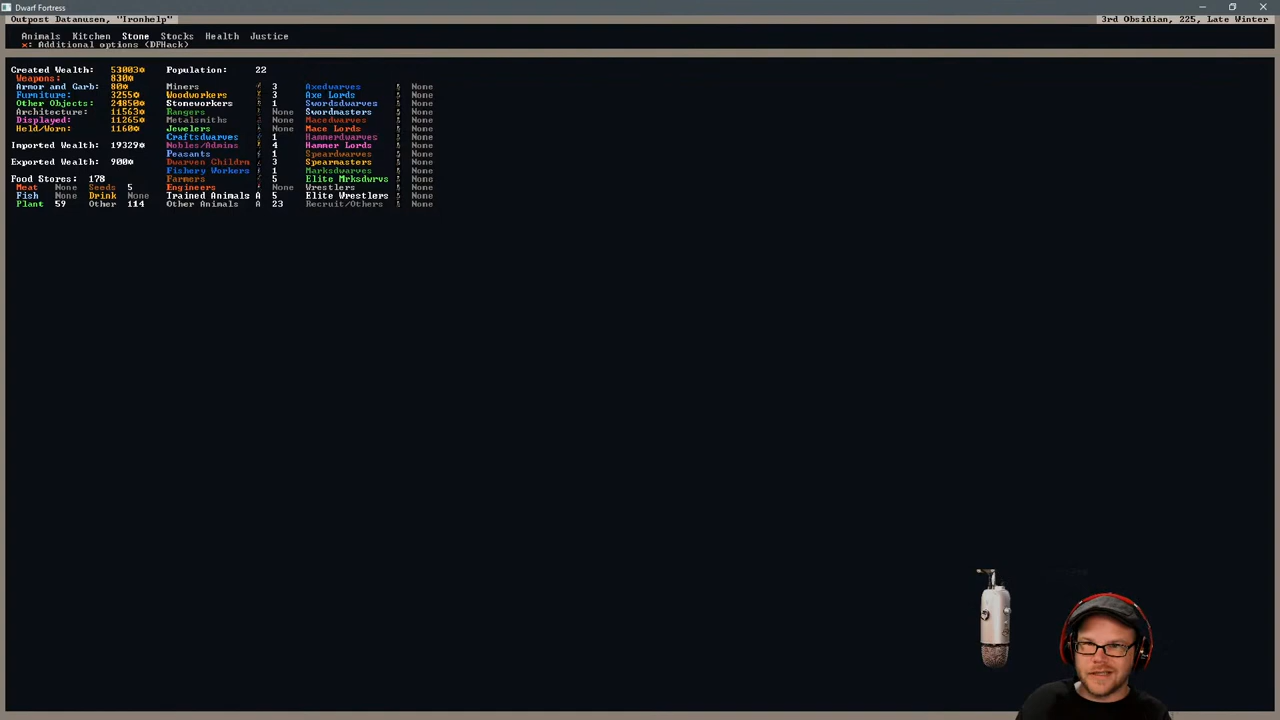 Dwarf Fortress
Outpost Datanusen, "Ironhelp"
3rd Obsidian, 225, Late Winter
Animals Kitchen Stone Stocks Health Justice
x: Additional options (DFHack)
Created Wealth: 53003☼ Population: 22
Weapons: 830☼
Armor and Garb: 80☼ Miners 3 Axedwarves None
Furniture: 3255☼ Woodworkers 3 Axe Lords None
Other Objects: 24850☼ Stoneworkers 1 Swordsdwarves None
Architecture: 11563☼ Rangers None Swordmasters None
Displayed: 11265☼ Metalsmiths None Macedwarves None
Held/Worn: 1160☼ Jewelers None Mace Lords None
Craftsdwarves 1 Hammerdwarves None
Imported Wealth: 19329☼ Nobles/Admins 4 Hammer Lords None
Peasants 1 Speardwarves None
Exported Wealth: 900☼ Dwarven Childrn 3 Spearmasters None
Fishery Workers 1 Marksdwarves None
Food Stores: 178 Farmers 5 Elite Mrksdwrvs None
Meat None Seeds 5 Engineers None Wrestlers None
Fish None Drink None Trained Animals A 5 Elite Wrestlers None
Plant 59 Other 114 Other Animals A 23 Recruit/Others None